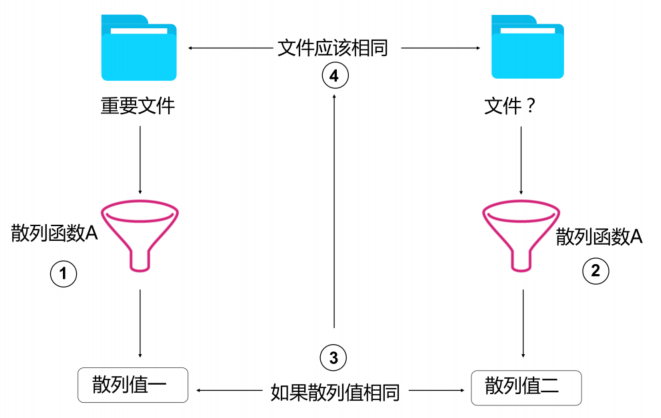 文件应该相同
④
重要文件
文件？
散列函数A
①
散列函数A
②
③
散列值一
如果散列值相同
散列值二